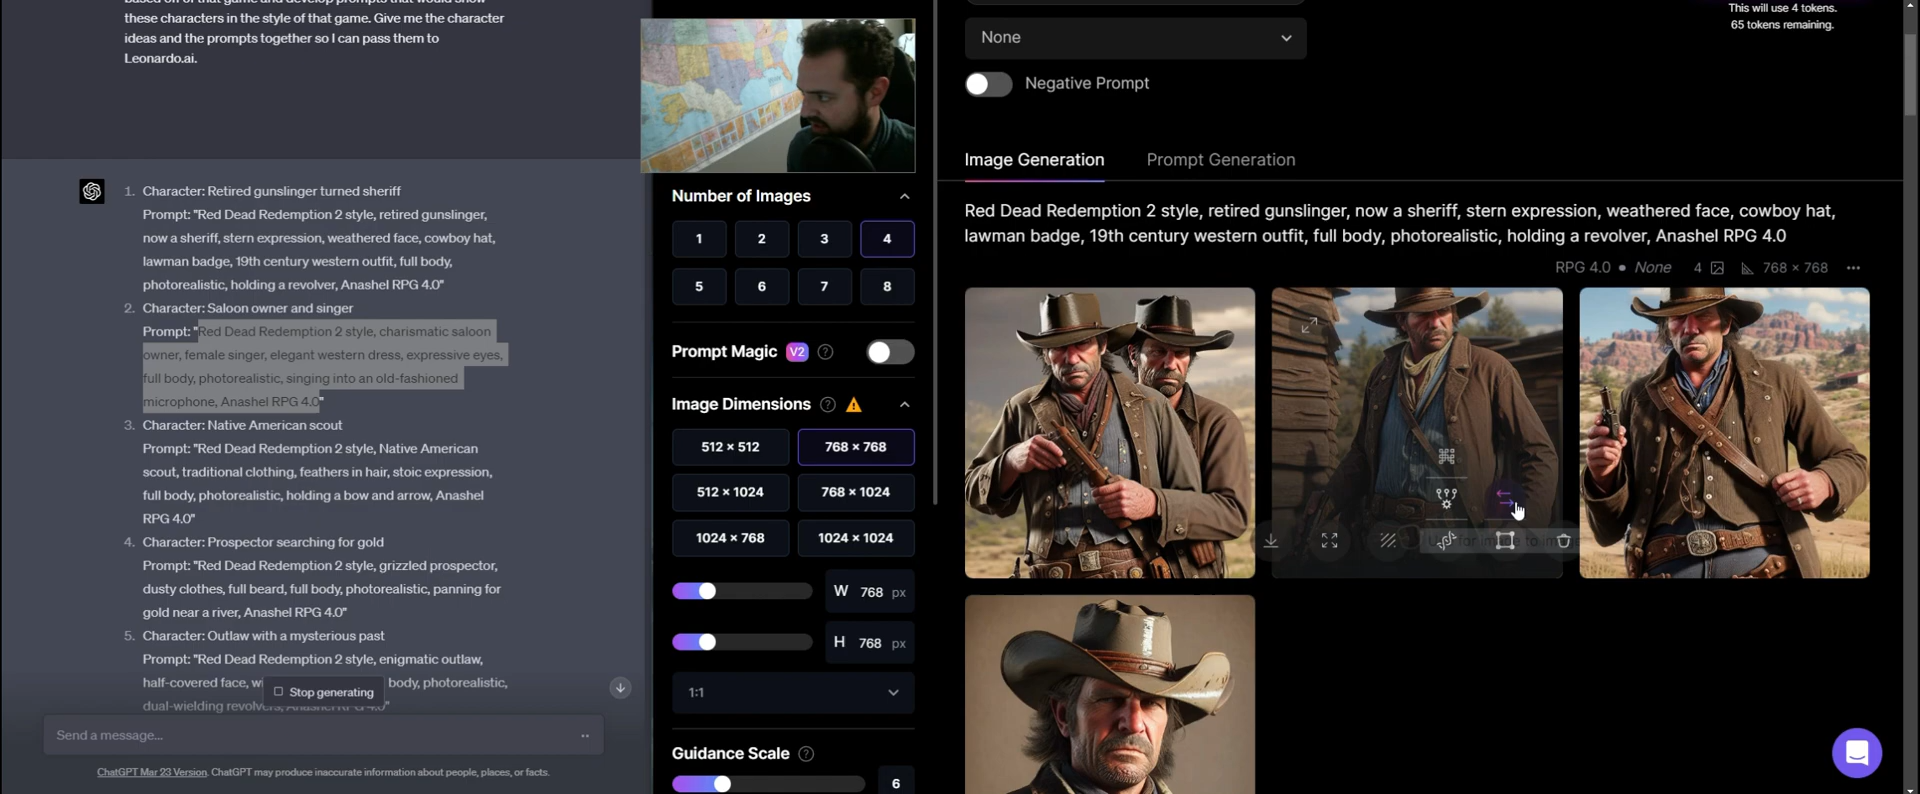 Based on of that game and develop prompts that would show
these characters in the style of that game. Give me the character
ideas and the prompts together so I can pass them to
Leonardo.ai.
1. Character: Retired gunslinger turned sheriff
Prompt: "Red Dead Redemption 2 style, retired gunslinger,
now a sheriff, stern expression, weathered face, cowboy hat,
lawman badge, 19th century western outfit, full body,
photorealistic, holding a revolver, Anashel RPG 4.0"
2. Character: Saloon owner and singer
Prompt: "Red Dead Redemption 2 style, charismatic saloon
owner, female singer, elegant western dress, expressive eyes,
full body, photorealistic, singing into an old-fashioned
microphone, Anashel RPG 4.0"
3. Character: Native American scout
Prompt: "Red Dead Redemption 2 style, Native American
scout, traditional clothing, feathers in hair, stoic expression,
full body, photorealistic, holding a bow and arrow, Anashel
RPG 4.0"
4. Character: Prospector searching for gold
Prompt: "Red Dead Redemption 2 style, grizzled prospector,
dusty clothes, full beard, full body, photorealistic, panning for
gold near a river, Anashel RPG 4.0"
5. Character: Outlaw with a mysterious past
Prompt: "Red Dead Redemption 2 style, enigmatic outlaw,
half-covered face, body, photorealistic,
Stop generating
dual-wielding revolvers, Anashel RPG 4.0"
Send a message...
ChatGPT Mar 23 Version. ChatGPT may produce inaccurate information about people, places, or facts.
Number of Images
1 2 3 4
5 6 7 8
Prompt Magic V2
Image Dimensions
512 × 512 768 × 768
512 × 1024 768 × 1024
1024 × 768 1024 × 1024
W 768 px
H 768 px
1:1
Guidance Scale
6
This will use 4 tokens.
65 tokens remaining.
None
Negative Prompt
Image Generation Prompt Generation
Red Dead Redemption 2 style, retired gunslinger, now a sheriff, stern expression, weathered face, cowboy hat,
lawman badge, 19th century western outfit, full body, photorealistic, holding a revolver, Anashel RPG 4.0
RPG 4.0 • None 4 768 × 768